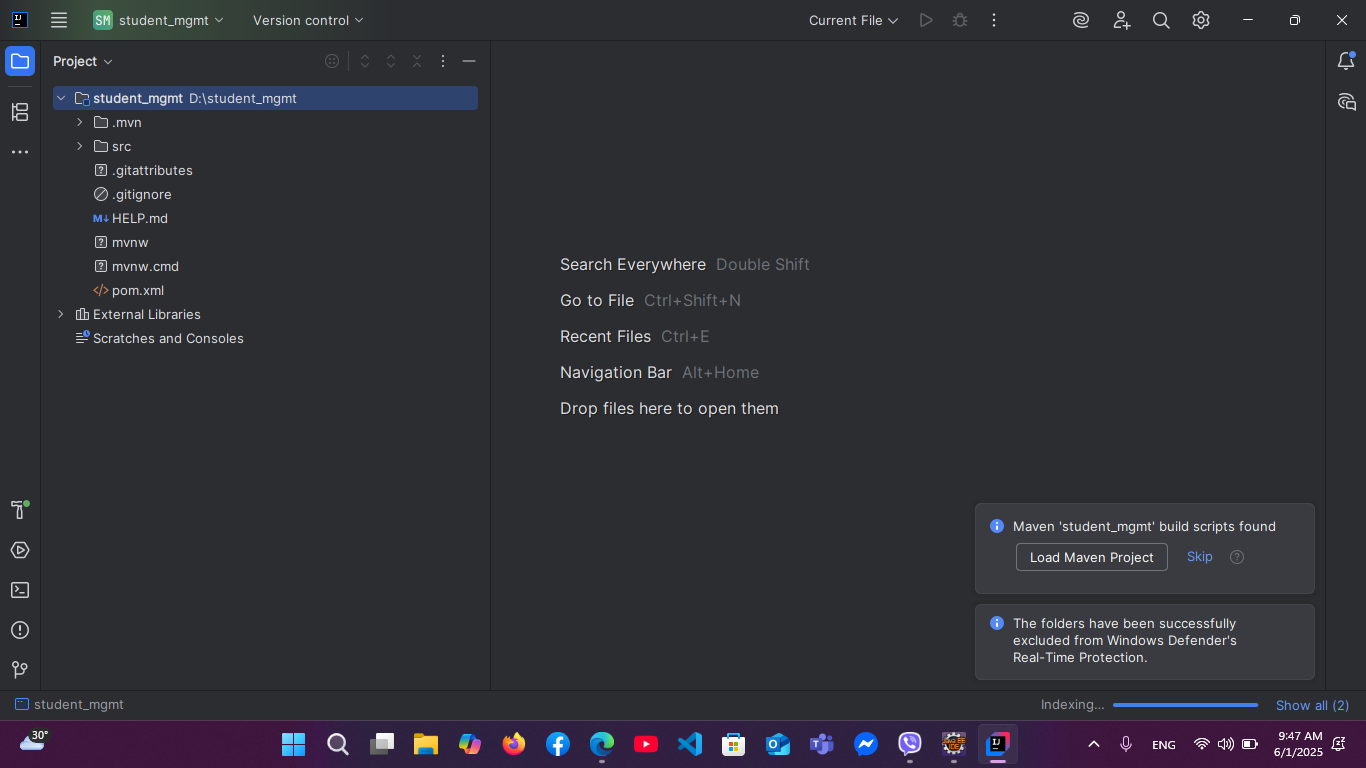 SM student_mgmt
Version control
Current File
Project
student_mgmt D:\student_mgmt
.mvn
src
.gitattributes
.gitignore
M↓ HELP.md
mvnw
mvnw.cmd
pom.xml
External Libraries
Scratches and Consoles
Search Everywhere Double Shift
Go to File Ctrl+Shift+N
Recent Files Ctrl+E
Navigation Bar Alt+Home
Drop files here to open them
Maven 'student_mgmt' build scripts found
Load Maven Project Skip
The folders have been successfully
excluded from Windows Defender's
Real-Time Protection.
student_mgmt
Indexing...
Show all (2)
30°
ENG
9:47 AM
6/1/2025